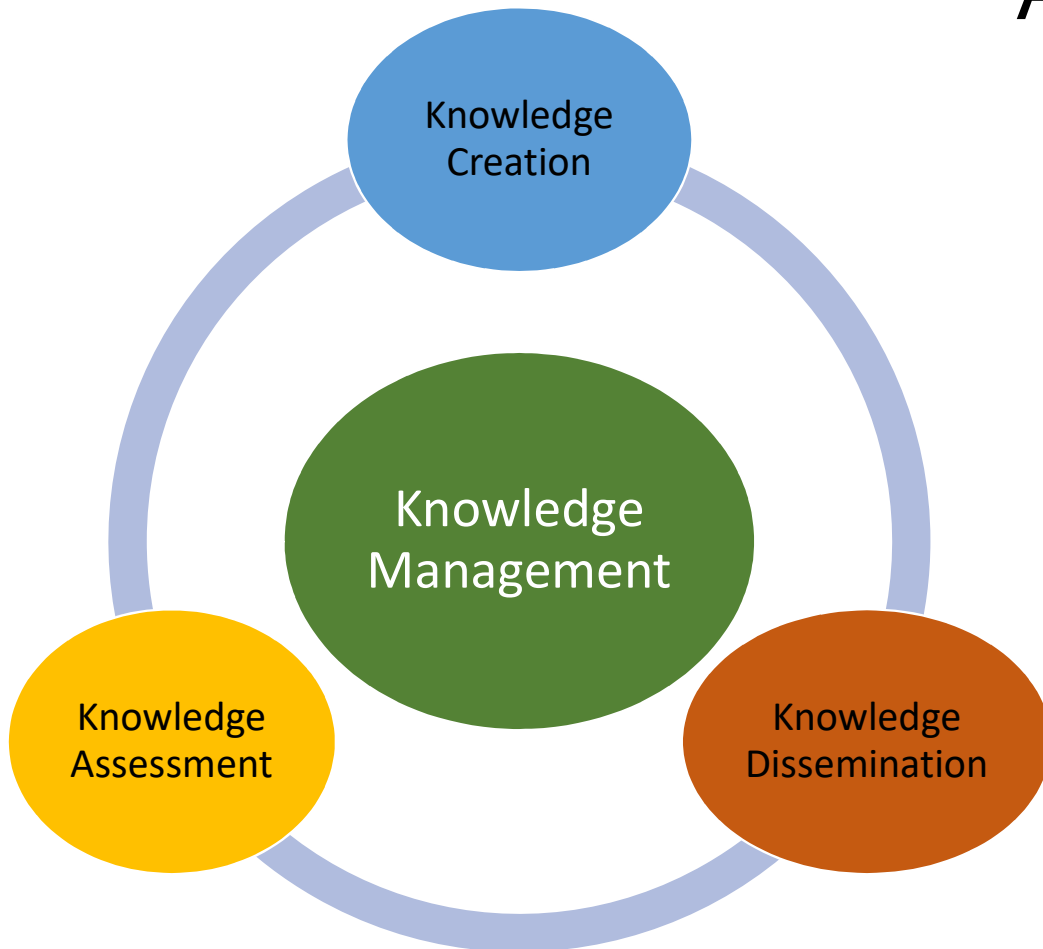 Knowledge
Creation
Knowledge
Management
Knowledge
Assessment
Knowledge
Dissemination